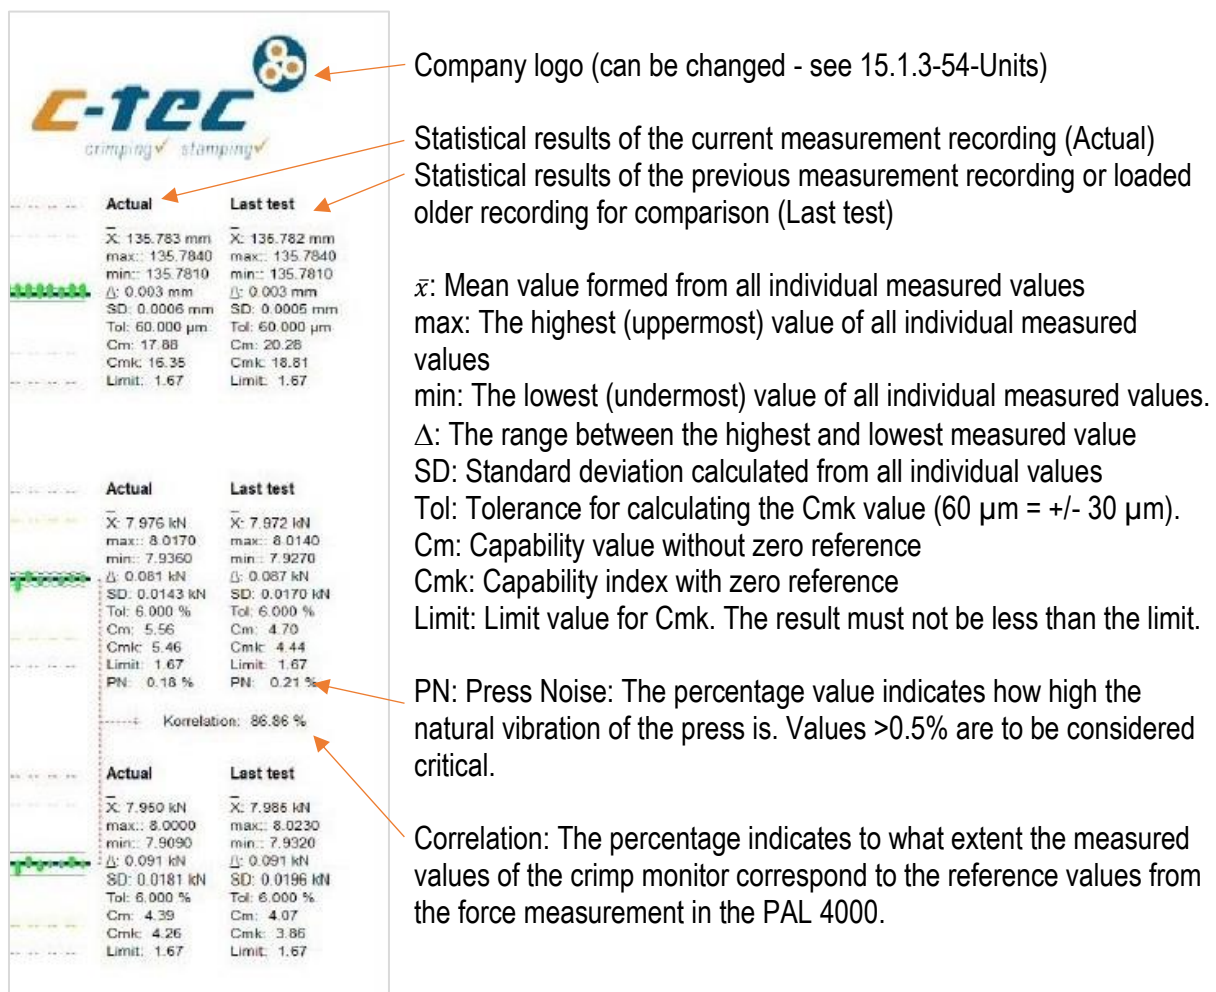 c-tec
crimping✓ stamping✓
Company logo (can be changed - see 15.1.3-54-Units)
Statistical results of the current measurement recording (Actual)
Statistical results of the previous measurement recording or loaded
older recording for comparison (Last test)
x̄: Mean value formed from all individual measured values
max: The highest (uppermost) value of all individual measured
values
min: The lowest (undermost) value of all individual measured values.
Δ: The range between the highest and lowest measured value
SD: Standard deviation calculated from all individual values
Tol: Tolerance for calculating the Cmk value (60 µm = +/- 30 µm).
Cm: Capability value without zero reference
Cmk: Capability index with zero reference
Limit: Limit value for Cmk. The result must not be less than the limit.
PN: Press Noise: The percentage value indicates how high the
natural vibration of the press is. Values >0.5% are to be considered
critical.
Correlation: The percentage indicates to what extent the measured
values of the crimp monitor correspond to the reference values from
the force measurement in the PAL 4000.
Actual Last test
X̄: 135.783 mm X̄: 135.782 mm
max:: 135.7840 max:: 135.7840
min:: 135.7810 min:: 135.7810
Δ: 0.003 mm Δ: 0.003 mm
SD: 0.0006 mm SD: 0.0005 mm
Tol: 60.000 µm Tol: 60.000 µm
Cm: 17.88 Cm: 20.28
Cmk: 16.35 Cmk: 18.81
Limit: 1.67 Limit: 1.67
Actual Last test
X̄: 7.976 kN X̄: 7.972 kN
max:: 8.0170 max:: 8.0140
min:: 7.9360 min:: 7.9270
Δ: 0.081 kN Δ: 0.087 kN
SD: 0.0143 kN SD: 0.0170 kN
Tol: 6.000 % Tol: 6.000 %
Cm: 5.56 Cm: 4.70
Cmk: 5.46 Cmk: 4.44
Limit: 1.67 Limit: 1.67
PN: 0.18 % PN: 0.21 %
Korrelation: 86.86 %
Actual Last test
X̄: 7.950 kN X̄: 7.985 kN
max:: 8.0000 max:: 8.0230
min:: 7.9090 min:: 7.9320
Δ: 0.091 kN Δ: 0.091 kN
SD: 0.0181 kN SD: 0.0196 kN
Tol: 6.000 % Tol: 6.000 %
Cm: 4.39 Cm: 4.07
Cmk: 4.26 Cmk: 3.86
Limit: 1.67 Limit: 1.67